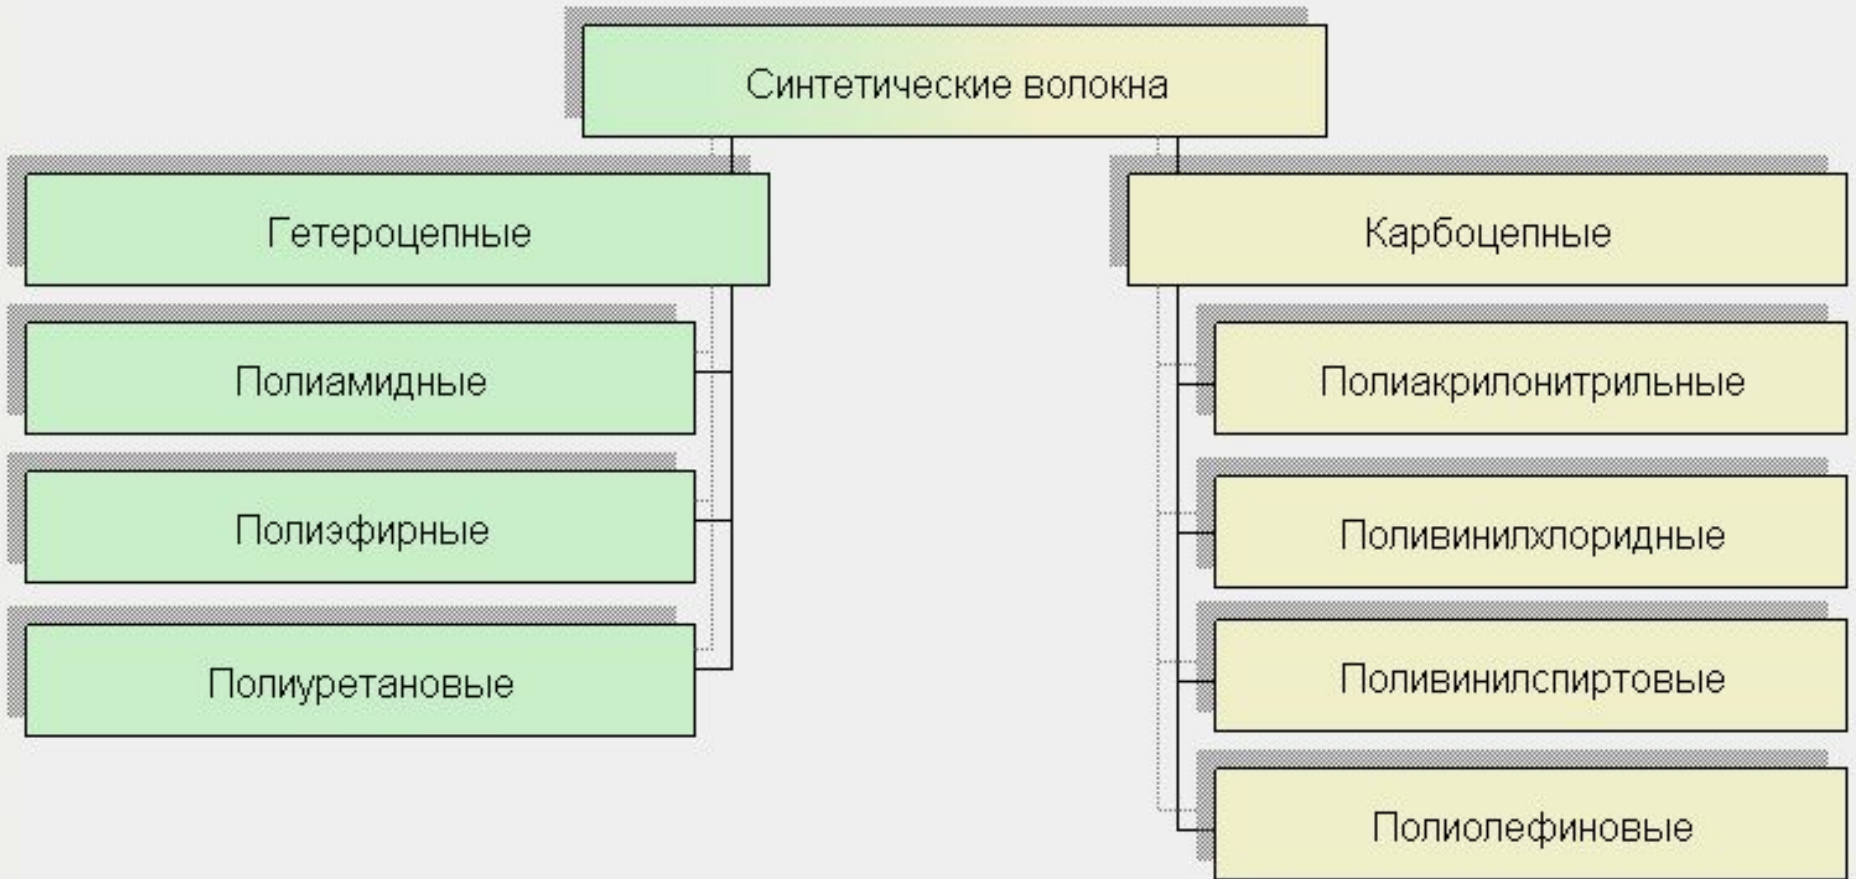 Синтетические волокна
Гетероцепные
Карбоцепные
Полиамидные
Полиакрилонитрильные
Полиэфирные
Поливинилхлоридные
Полиуретановые
Поливинилспиртовые
Полиолефиновые